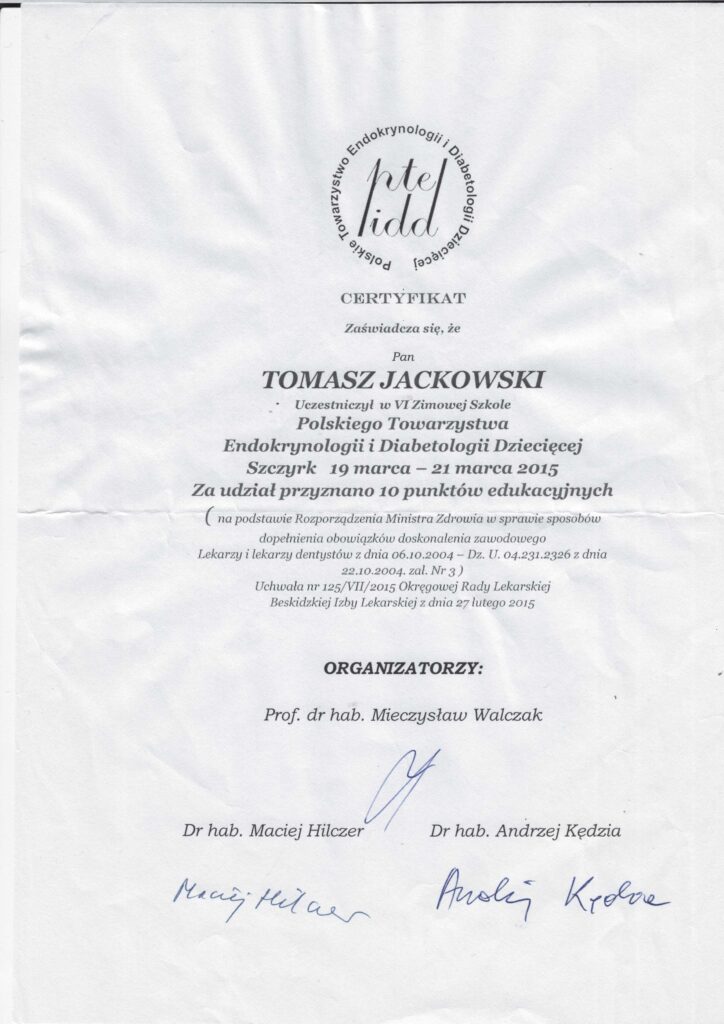 Polskie Towarzystwo Endokrynologii i Diabetologii Dziecięcej
pte
idd
CERTYFIKAT
Zaświadcza się, że
Pan
TOMASZ JACKOWSKI
Uczestniczył w VI Zimowej Szkole
Polskiego Towarzystwa
Endokrynologii i Diabetologii Dziecięcej
Szczyrk 19 marca – 21 marca 2015
Za udział przyznano 10 punktów edukacyjnych
( na podstawie Rozporządzenia Ministra Zdrowia w sprawie sposobów
dopełnienia obowiązków doskonalenia zawodowego
Lekarzy i lekarzy dentystów z dnia 06.10.2004 – Dz. U. 04.231.2326 z dnia
22.10.2004. zał. Nr 3 )
Uchwała nr 125/VII/2015 Okręgowej Rady Lekarskiej
Beskidzkiej Izby Lekarskiej z dnia 27 lutego 2015
ORGANIZATORZY:
Prof. dr hab. Mieczysław Walczak
Dr hab. Maciej Hilczer Dr hab. Andrzej Kędzia
Maciej Hilczer